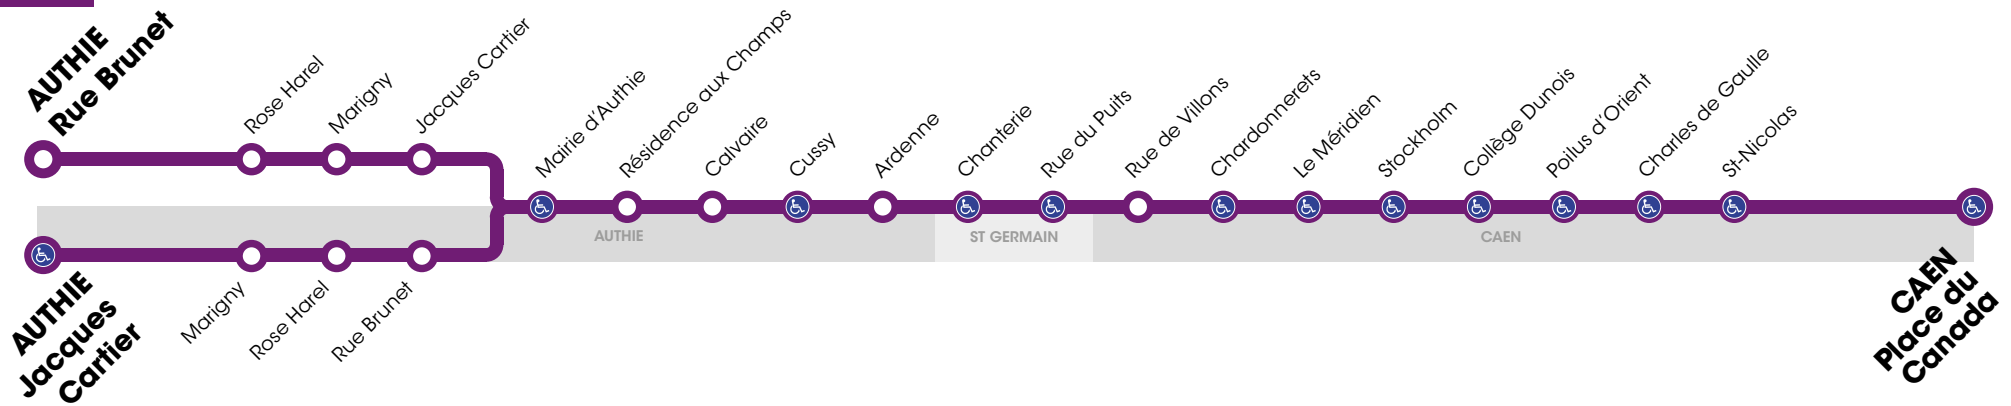 AUTHIE
Rue Brunet
Rose Harel
Marigny
Jacques Cartier
Mairie d'Authie
Résidence aux Champs
Calvaire
Cussy
Ardenne
Chanterie
Rue du Puits
Rue de Villons
Chardonnerets
Le Méridien
Stockholm
Collège Dunois
Poilus d'Orient
Charles de Gaulle
St-Nicolas
AUTHIE
ST GERMAIN
CAEN
AUTHIE
Jacques
Cartier
Marigny
Rose Harel
Rue Brunet
CAEN
Place du
Canada